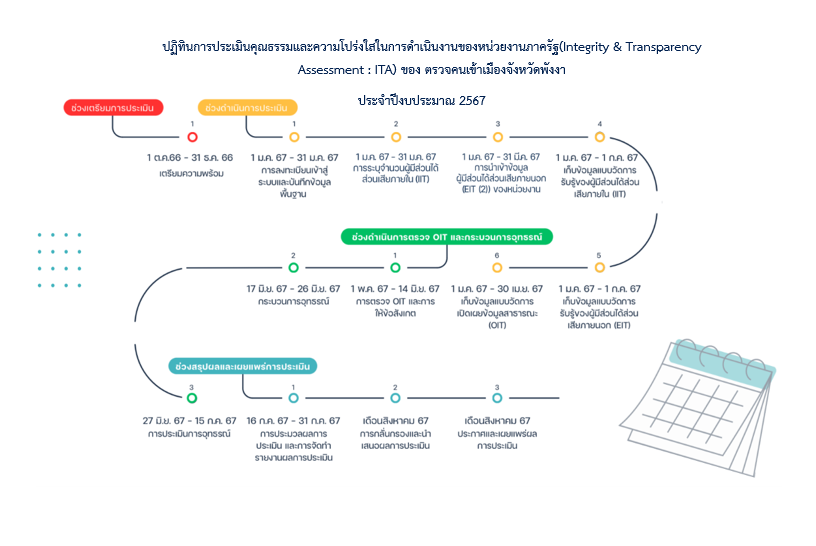 ปฏิทินการประเมินคุณธรรมและความโปร่งใสในการดำเนินงานของหน่วยงานภาครัฐ(Integrity & Transparency
Assessment : ITA) ของ ตรวจคนเข้าเมืองจังหวัดพังงา
ประจำปีงบประมาณ 2567
ช่วงเตรียมการประเมิน
ช่วงดำเนินการประเมิน
1
1 ต.ค.66 - 31 ธ.ค. 66
เตรียมความพร้อม
1
1 ม.ค. 67 - 31 ม.ค. 67
การลงทะเบียนเข้าสู่
ระบบและบันทึกข้อมูล
พื้นฐาน
2
1 ม.ค. 67 - 31 ม.ค. 67
การระบุจำนวนผู้มีส่วนได้
ส่วนเสียภายใน (IIT)
3
1 ม.ค. 67 - 31 มี.ค. 67
การนำเข้าข้อมูล
ผู้มีส่วนได้ส่วนเสียภายนอก
(EIT (2)) ของหน่วยงาน
4
1 ม.ค. 67 - 1 ก.ค. 67
เก็บข้อมูลแบบวัดการ
รับรู้ของผู้มีส่วนได้ส่วน
เสียภายใน (IIT)
ช่วงดำเนินการตรวจ OIT และกระบวนการอุทธรณ์
2
17 มิ.ย. 67 - 26 มิ.ย. 67
กระบวนการอุทธรณ์
1
1 พ.ค. 67 - 14 มิ.ย. 67
การตรวจ OIT และการ
ให้ข้อสังเกต
6
1 ม.ค. 67 - 30 เม.ย. 67
เก็บข้อมูลแบบวัดการ
เปิดเผยข้อมูลสาธารณะ
(OIT)
5
1 ม.ค. 67 - 1 ก.ค. 67
เก็บข้อมูลแบบวัดการ
รับรู้ของผู้มีส่วนได้ส่วน
เสียภายนอก (EIT)
ช่วงสรุปผลและเผยแพร่การประเมิน
3
27 มิ.ย. 67 - 15 ก.ค. 67
การประเมินการอุทธรณ์
1
16 ก.ค. 67 - 31 ก.ค. 67
การประมวลผลการ
ประเมิน และการจัดทำ
รายงานผลการประเมิน
2
เดือนสิงหาคม 67
การกลั่นกรองและนำ
เสนอผลการประเมิน
3
เดือนสิงหาคม 67
ประกาศและเผยแพร่ผล
การประเมิน